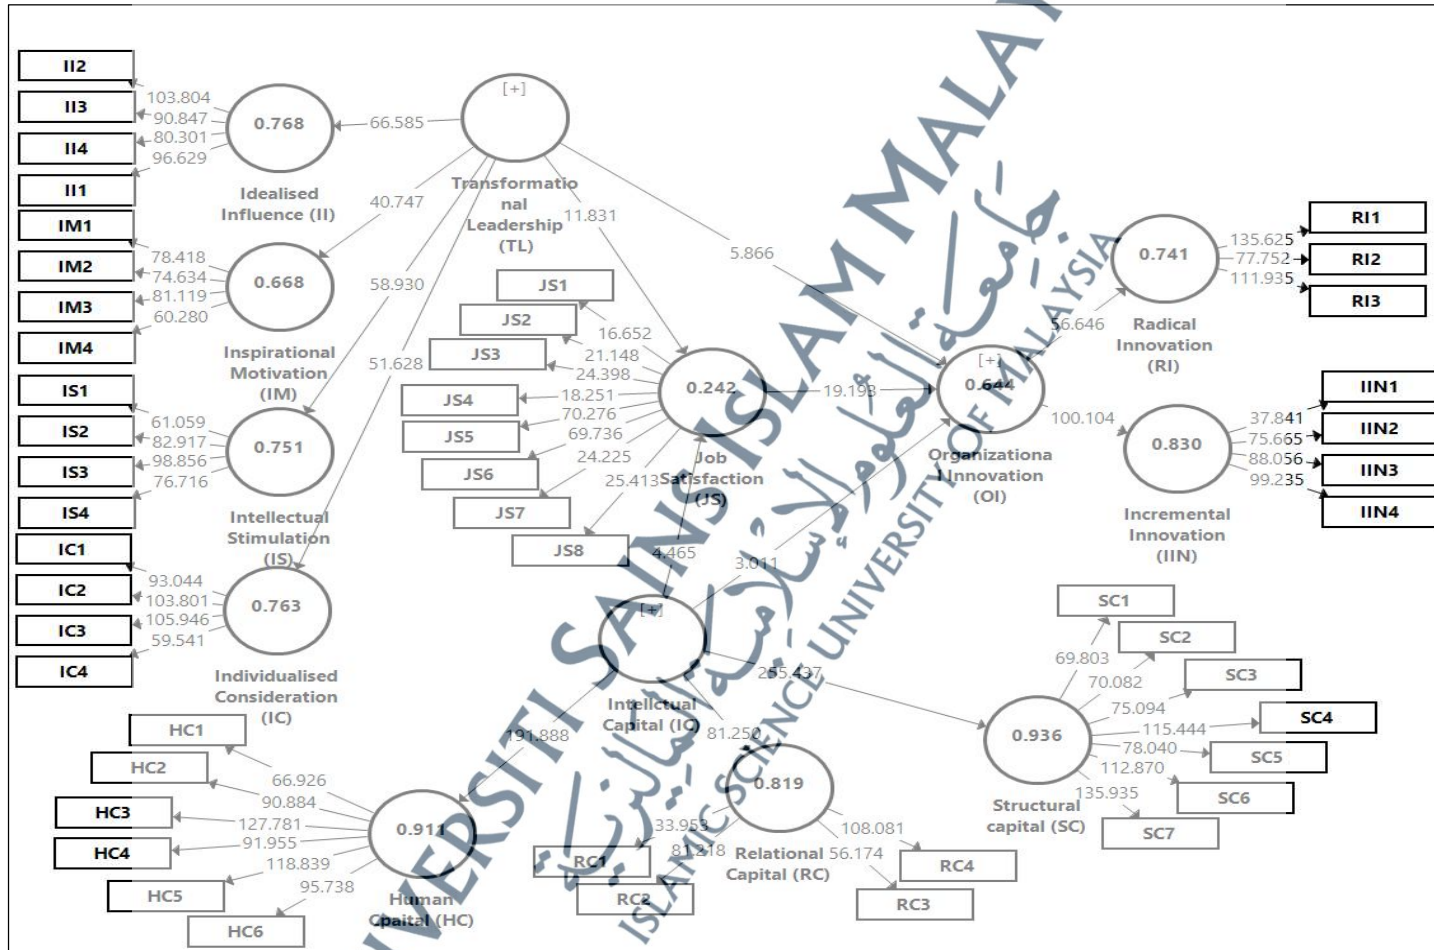 II2
II3
II4
II1
103.804
90.847
80.301
96.629
0.768
Idealised
Influence (II)
66.585
[+]
Transformatio
nal
Leadership
(TL)
40.747
58.930
51.628
11.831
5.866
IM1
IM2
IM3
IM4
78.418
74.634
81.119
60.280
0.668
Inspirational
Motivation
(IM)
IS1
IS2
IS3
IS4
61.059
82.917
98.856
76.716
0.751
Intellectual
Stimulation
(IS)
IC1
IC2
IC3
IC4
93.044
103.801
105.946
59.541
0.763
Individualised
Consideration
(IC)
JS1
JS2
JS3
JS4
JS5
JS6
JS7
JS8
16.652
21.148
24.398
18.251
70.276
69.736
24.225
25.413
0.242
Job
Satisfaction
(JS)
19.193
[+]
0.644
Organizationa
l Innovation
(OI)
56.646
100.104
0.741
Radical
Innovation
(RI)
135.625
77.752
111.935
RI1
RI2
RI3
0.830
Incremental
Innovation
(IIN)
37.841
75.665
88.056
99.235
IIN1
IIN2
IIN3
IIN4
4.465
3.011
[+]
Intellctual
Capital (IC)
255.437
81.250
191.888
HC1
HC2
HC3
HC4
HC5
HC6
66.926
90.884
127.781
91.955
118.839
95.738
0.911
Human
Cpaital (HC)
0.819
Relational
Capital (RC)
33.953
81.218
108.081
56.174
RC1
RC2
RC4
RC3
0.936
Structural
capital (SC)
69.803
70.082
75.094
115.444
78.040
112.870
135.935
SC1
SC2
SC3
SC4
SC5
SC6
SC7
IVERSITI SAINS ISLAM MALAY
جامعة العلوم الإسلامية الماليزية
ISLAMIC SCIENCE UNIVERSITY OF MALAYSIA